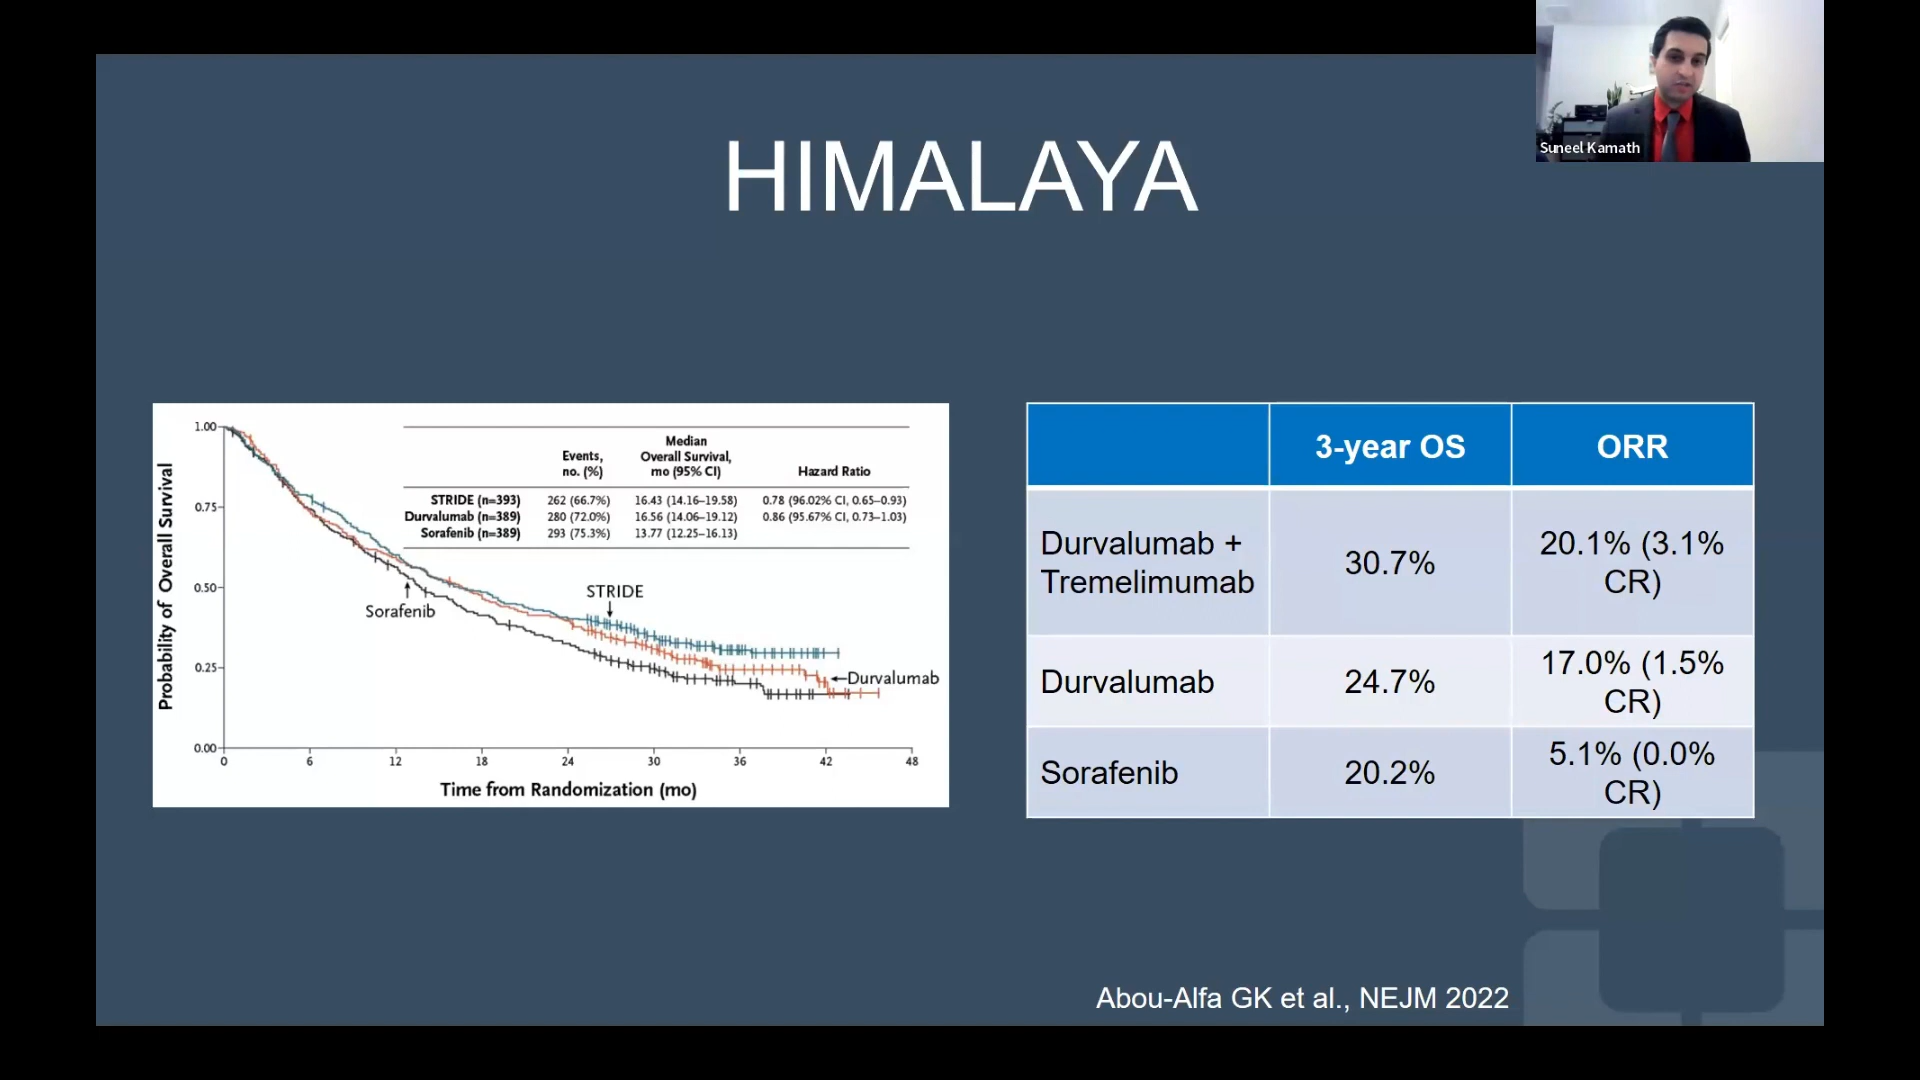 Suneel Kamath
HIMALAYA
Probability of Overall Survival
1.00
0.75
0.50
0.25
0.00
0 6 12 18 24 30 36 42 48
Time from Randomization (mo)
Events, no. (%) Median Overall Survival, mo (95% CI) Hazard Ratio
STRIDE (n=393) 262 (66.7%) 16.43 (14.16–19.58) 0.78 (96.02% CI, 0.65–0.93)
Durvalumab (n=389) 280 (72.0%) 16.56 (14.06–19.12) 0.86 (95.67% CI, 0.73–1.03)
Sorafenib (n=389) 293 (75.3%) 13.77 (12.25–16.13)
STRIDE
Sorafenib
Durvalumab
3-year OS ORR
Durvalumab + Tremelimumab 30.7% 20.1% (3.1% CR)
Durvalumab 24.7% 17.0% (1.5% CR)
Sorafenib 20.2% 5.1% (0.0% CR)
Abou-Alfa GK et al., NEJM 2022